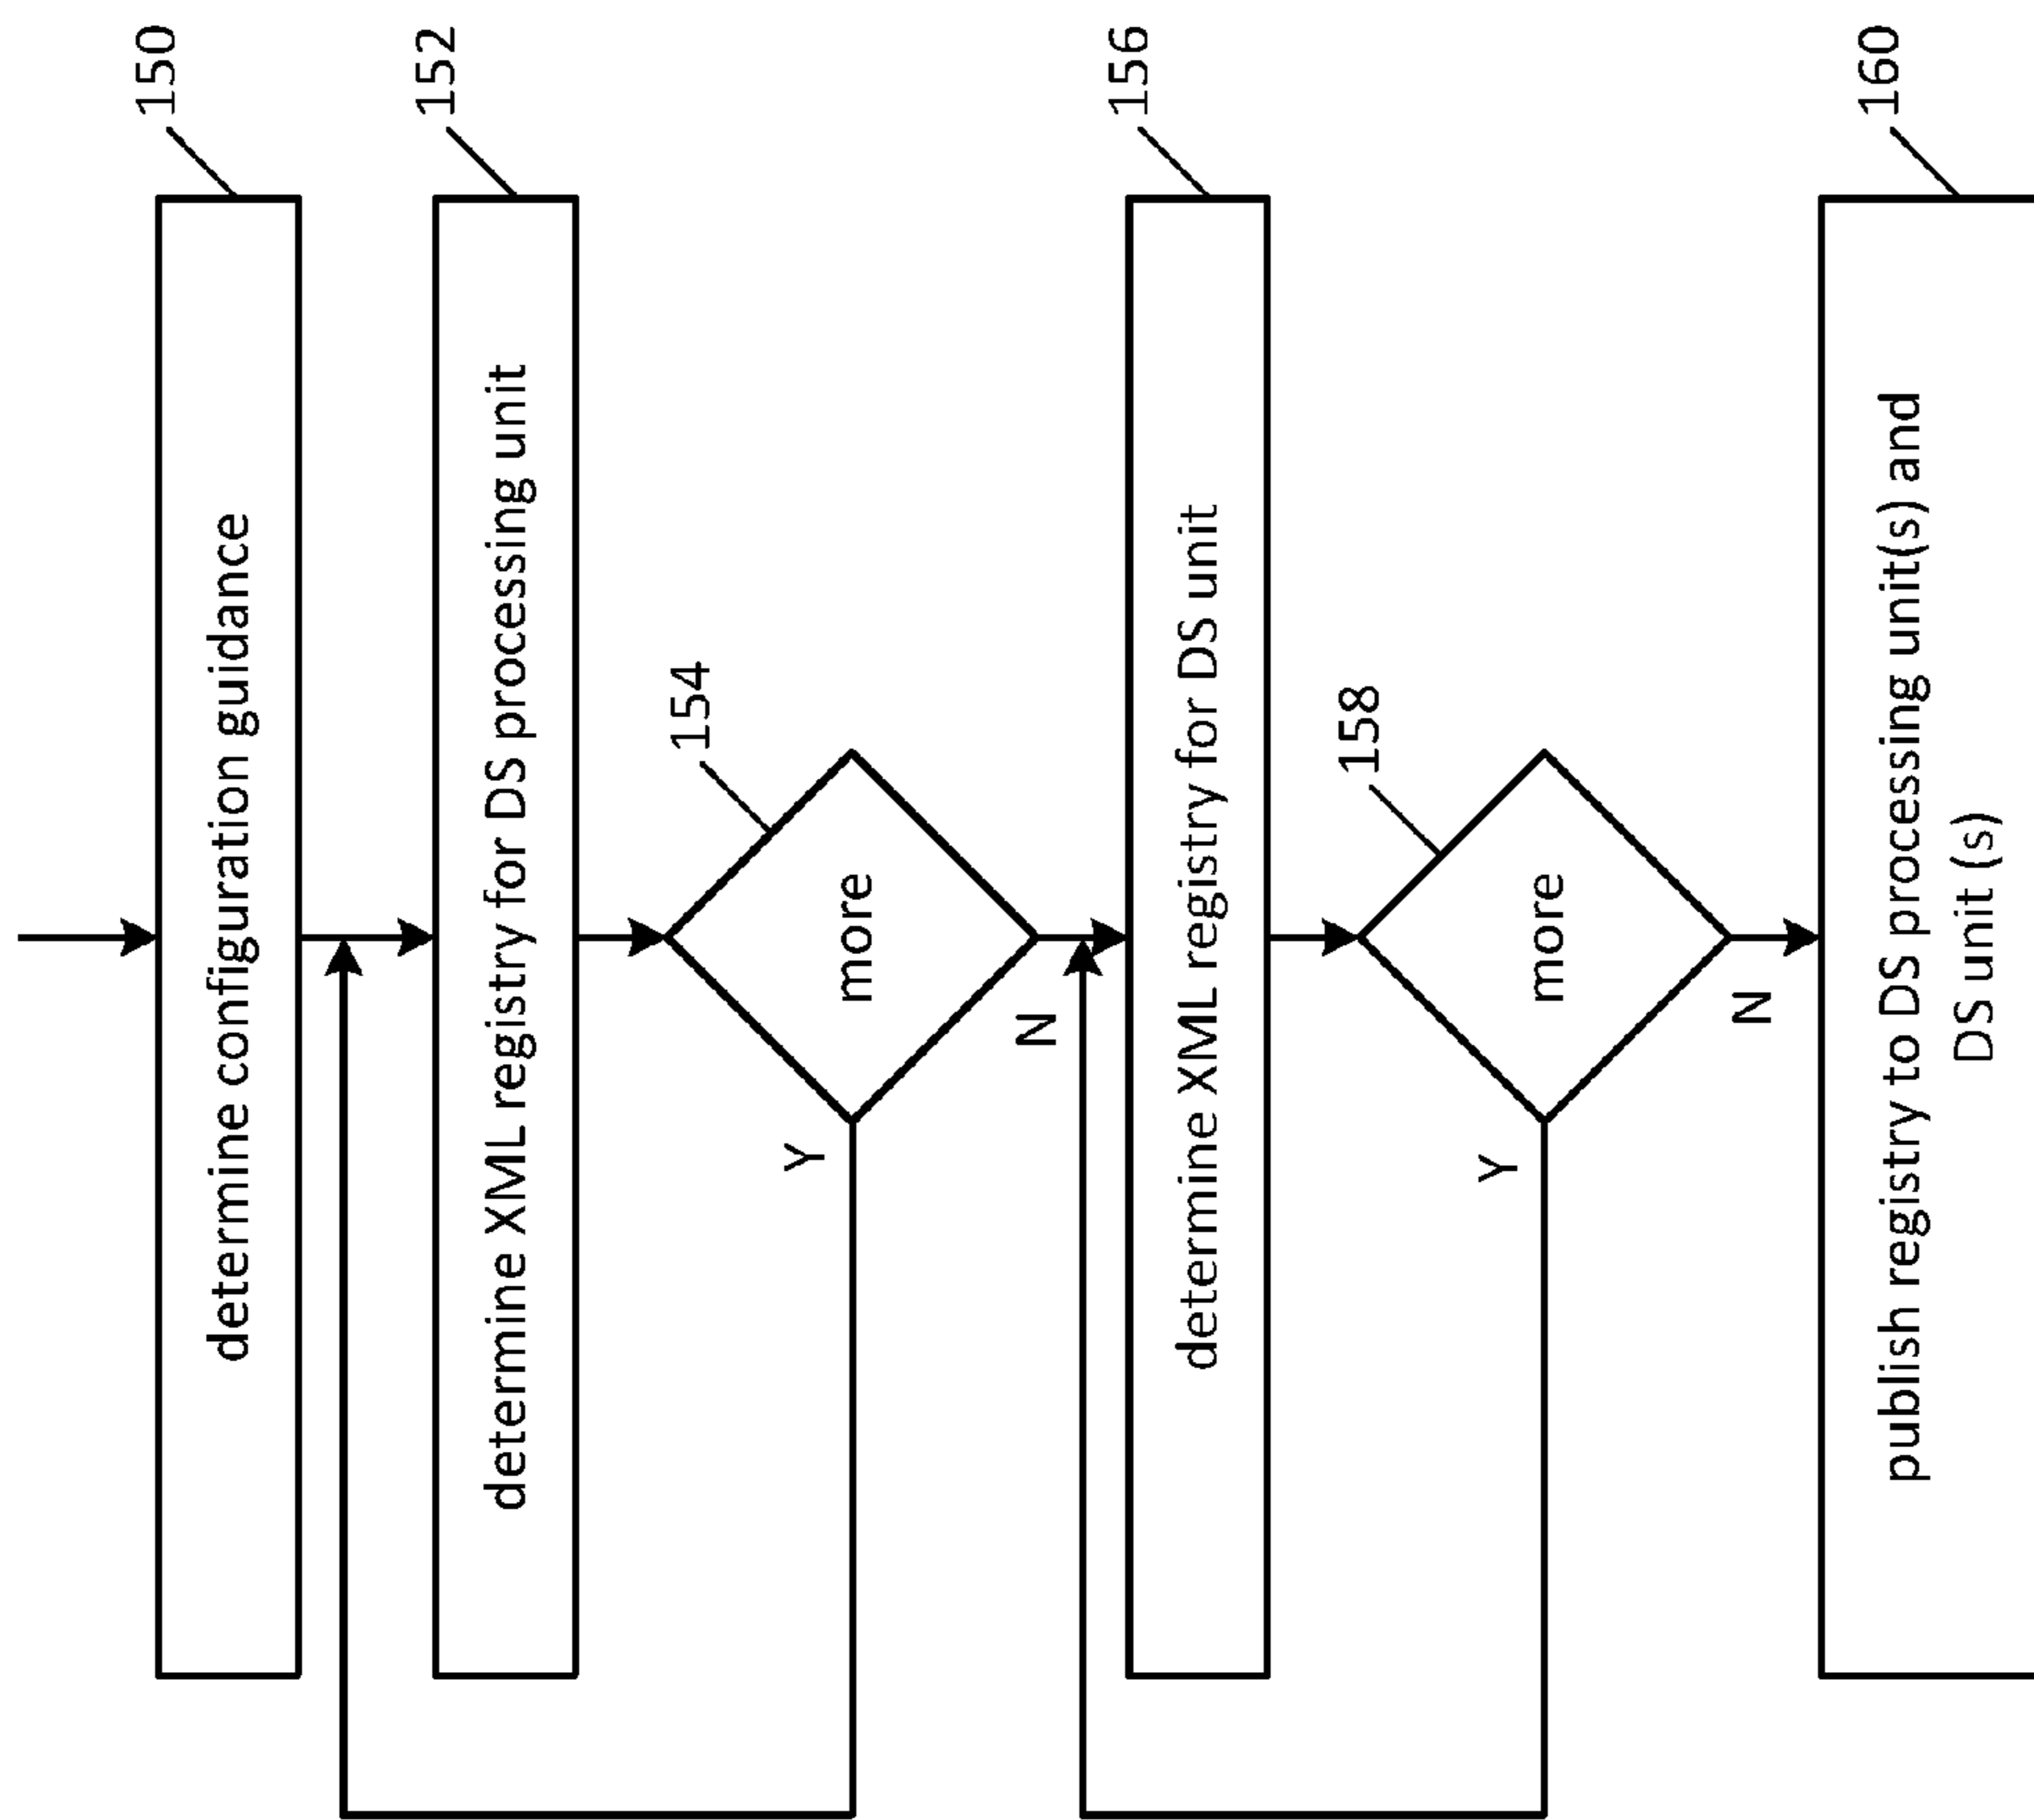 150
determine configuration guidance
152
determine XML registry for DS processing unit
154
more
Y
N
156
determine XML registry for DS unit
158
more
Y
N
160
publish registry to DS processing unit(s) and
DS unit (s)